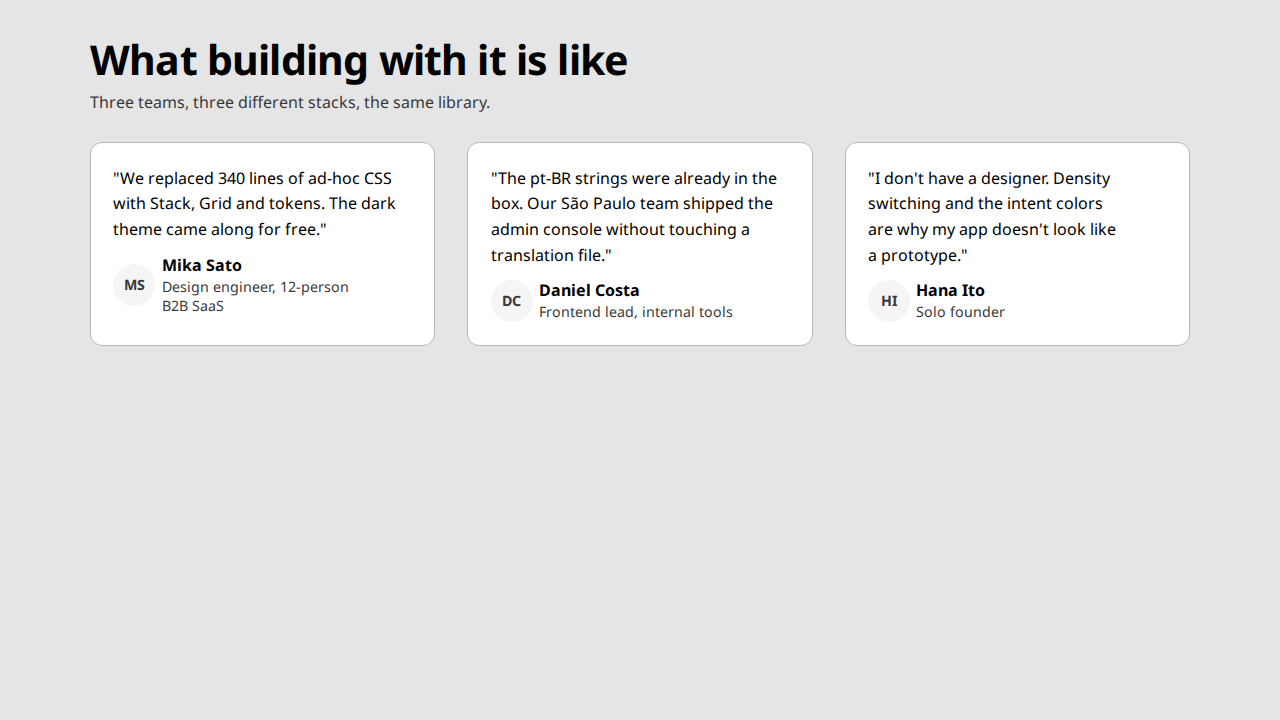 What building with it is like
Three teams, three different stacks, the same library.
"We replaced 340 lines of ad-hoc CSS
with Stack, Grid and tokens. The dark
theme came along for free."
MS
Mika Sato
Design engineer, 12-person
B2B SaaS
"The pt-BR strings were already in the
box. Our São Paulo team shipped the
admin console without touching a
translation file."
DC
Daniel Costa
Frontend lead, internal tools
"I don't have a designer. Density
switching and the intent colors
are why my app doesn't look like
a prototype."
HI
Hana Ito
Solo founder